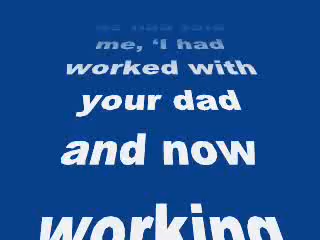 me, ‘I had
worked with
your dad
and now
working